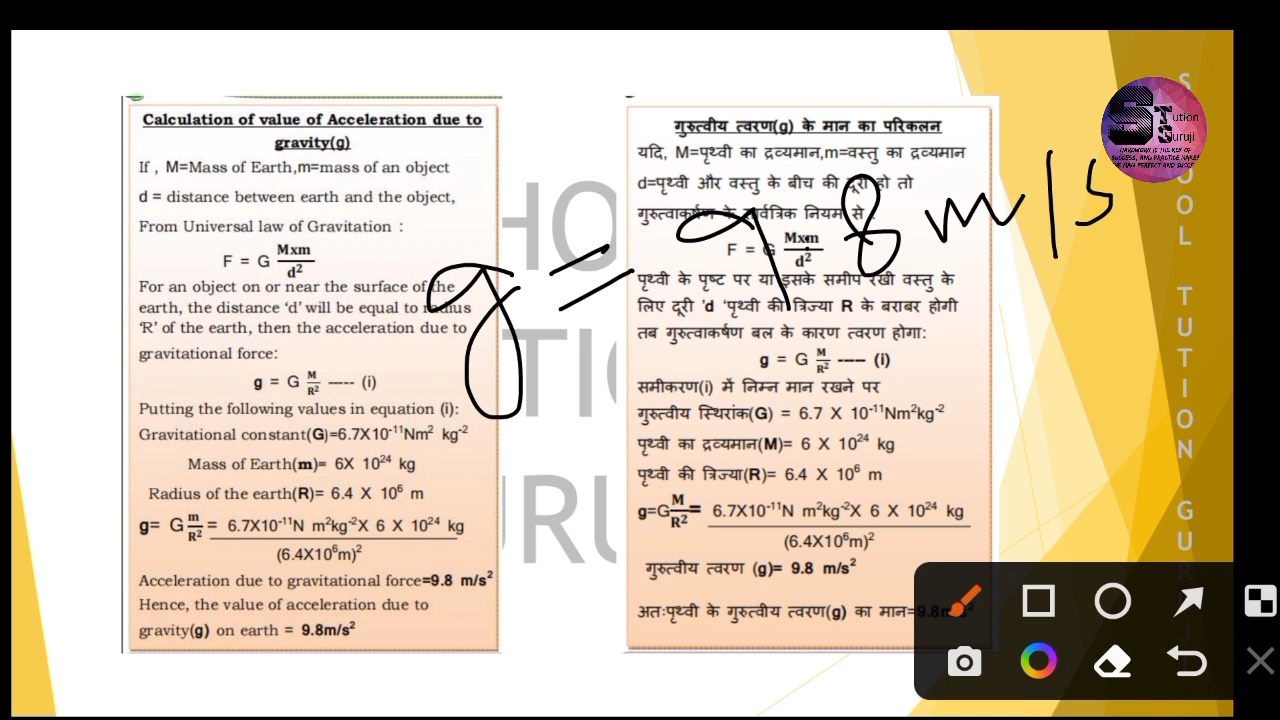 Calculation of value of Acceleration due to
gravity(g)
If , M=Mass of Earth,m=mass of an object
d = distance between earth and the object,
From Universal law of Gravitation :
F = G Mxm/d²
For an object on or near the surface of the
earth, the distance ‘d’ will be equal to radius
‘R’ of the earth, then the acceleration due to
gravitational force:
g = G M/R² ----- (i)
Putting the following values in equation (i):
Gravitational constant(G)=6.7X10⁻¹¹Nm² kg⁻²
Mass of Earth(m)= 6X 10²⁴ kg
Radius of the earth(R)= 6.4 X 10⁶ m
g= G m/R² = 6.7X10⁻¹¹N m²kg⁻²X 6 X 10²⁴ kg
(6.4X10⁶m)²
Acceleration due to gravitational force=9.8 m/s²
Hence, the value of acceleration due to
gravity(g) on earth = 9.8m/s²
गुरुत्वीय त्वरण(g) के मान का परिकलन
यदि, M=पृथ्वी का द्रव्यमान,m=वस्तु का द्रव्यमान
d=पृथ्वी और वस्तु के बीच की दूरी हो तो
गुरुत्वाकर्षण के सार्वत्रिक नियम से :
F = G Mxm/d²
पृथ्वी के पृष्ट पर या इसके समीप रखी वस्तु के
लिए दूरी 'd 'पृथ्वी की त्रिज्या R के बराबर होगी
तब गुरुत्वाकर्षण बल के कारण त्वरण होगा:
g = G M/R² ----- (i)
समीकरण(i) में निम्न मान रखने पर
गुरुत्वीय स्थिरांक(G) = 6.7 X 10⁻¹¹Nm²kg⁻²
पृथ्वी का द्रव्यमान(M)= 6 X 10²⁴ kg
पृथ्वी की त्रिज्या(R)= 6.4 X 10⁶ m
g=G M/R² = 6.7X10⁻¹¹N m²kg⁻²X 6 X 10²⁴ kg
(6.4X10⁶m)²
गुरुत्वीय त्वरण (g)= 9.8 m/s²
अतःपृथ्वी के गुरुत्वीय त्वरण(g) का मान=9.8m/s²
g = 9 8 m/s
STution
Guruji